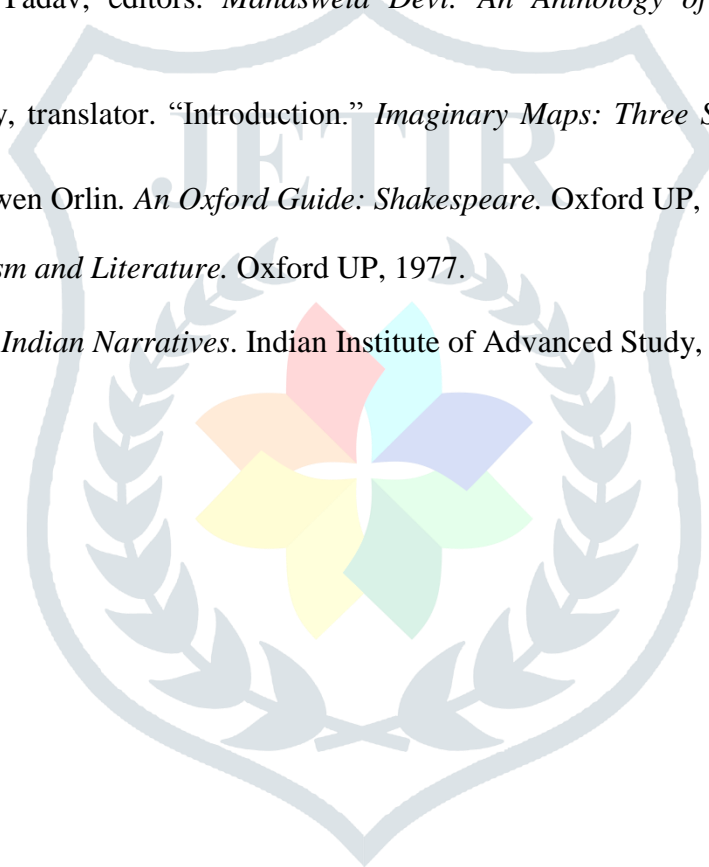 Yadav, editors. Mahasweta Devi: An Anthology of
y, translator. “Introduction.” Imaginary Maps: Three S
wen Orlin. An Oxford Guide: Shakespeare. Oxford UP,
sm and Literature. Oxford UP, 1977.
Indian Narratives. Indian Institute of Advanced Study,
JETIR